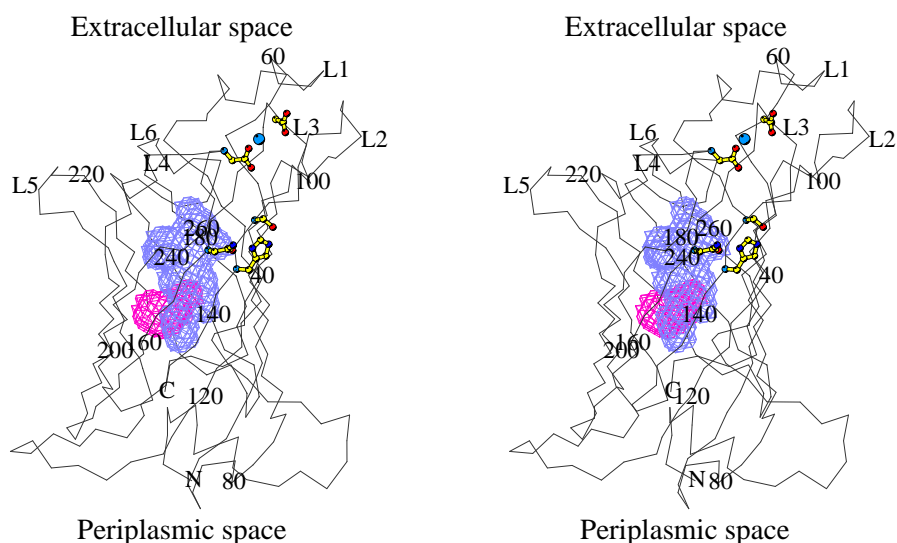 Extracellular space Extracellular space
60 60
L1 L1
L3 L3
L6 L2 L6 L2
L4 L4
L5 220 100 L5 220 100
260 260
180 180
240 240
40 40
140 140
160 160
200 200
C 120 C 120
N 80 N 80
Periplasmic space Periplasmic space